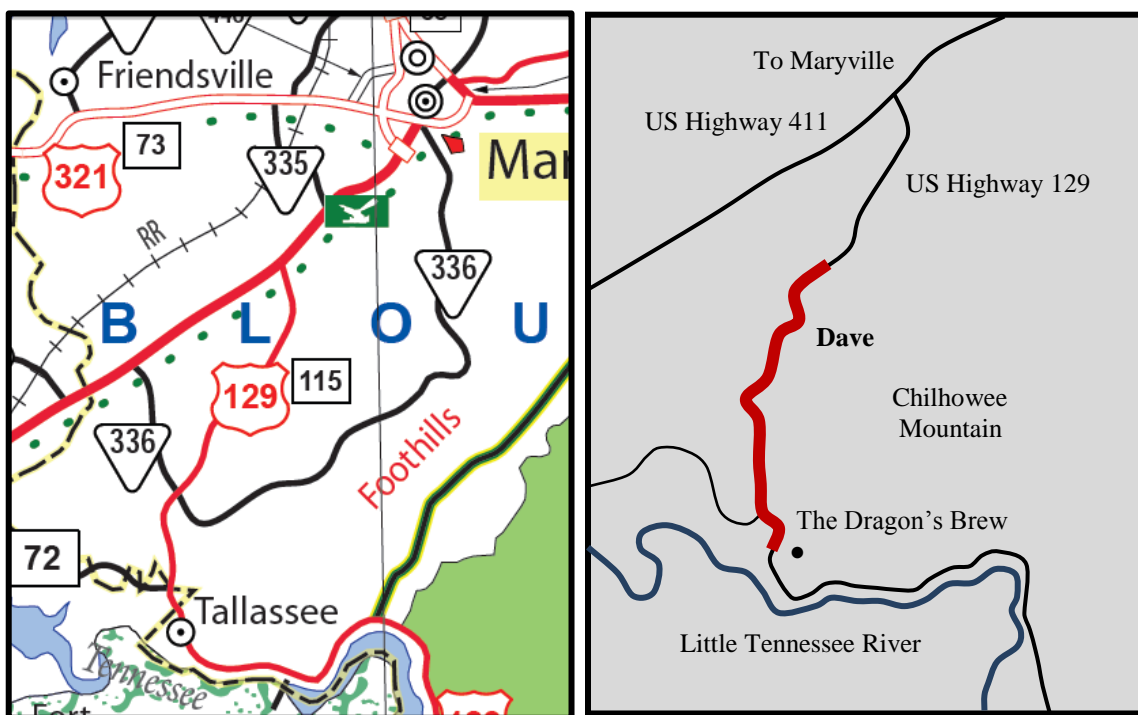 Friendsville
73
321
335
RR
336
B L O U
129
115
336
Foothills
72
Tallassee
Tennessee
To Maryville
US Highway 411
US Highway 129
Dave
Chilhowee
Mountain
The Dragon's Brew
Little Tennessee River